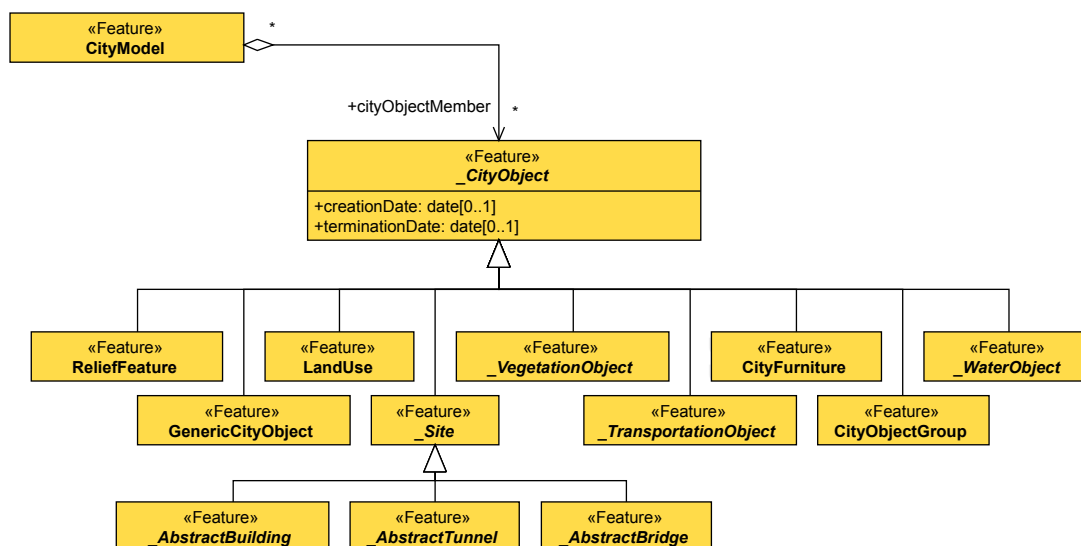 «Feature»
CityModel
*
+cityObjectMember
*
«Feature»
_CityObject
+creationDate: date[0..1]
+terminationDate: date[0..1]
«Feature»
ReliefFeature
«Feature»
LandUse
«Feature»
_VegetationObject
«Feature»
CityFurniture
«Feature»
_WaterObject
«Feature»
GenericCityObject
«Feature»
_Site
«Feature»
_TransportationObject
«Feature»
CityObjectGroup
«Feature»
_AbstractBuilding
«Feature»
_AbstractTunnel
«Feature»
_AbstractBridge